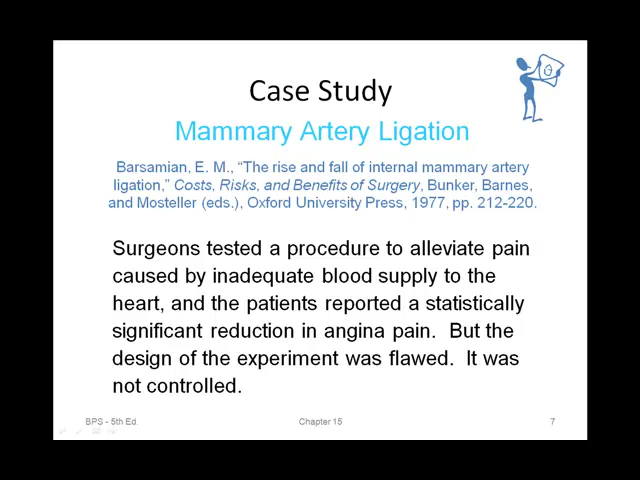 Case Study
Mammary Artery Ligation
Barsamian, E. M., “The rise and fall of internal mammary artery
ligation,” Costs, Risks, and Benefits of Surgery, Bunker, Barnes,
and Mosteller (eds.), Oxford University Press, 1977, pp. 212-220.
Surgeons tested a procedure to alleviate pain
caused by inadequate blood supply to the
heart, and the patients reported a statistically
significant reduction in angina pain.  But the
design of the experiment was flawed.  It was
not controlled.
BPS - 5th Ed. Chapter 15 7